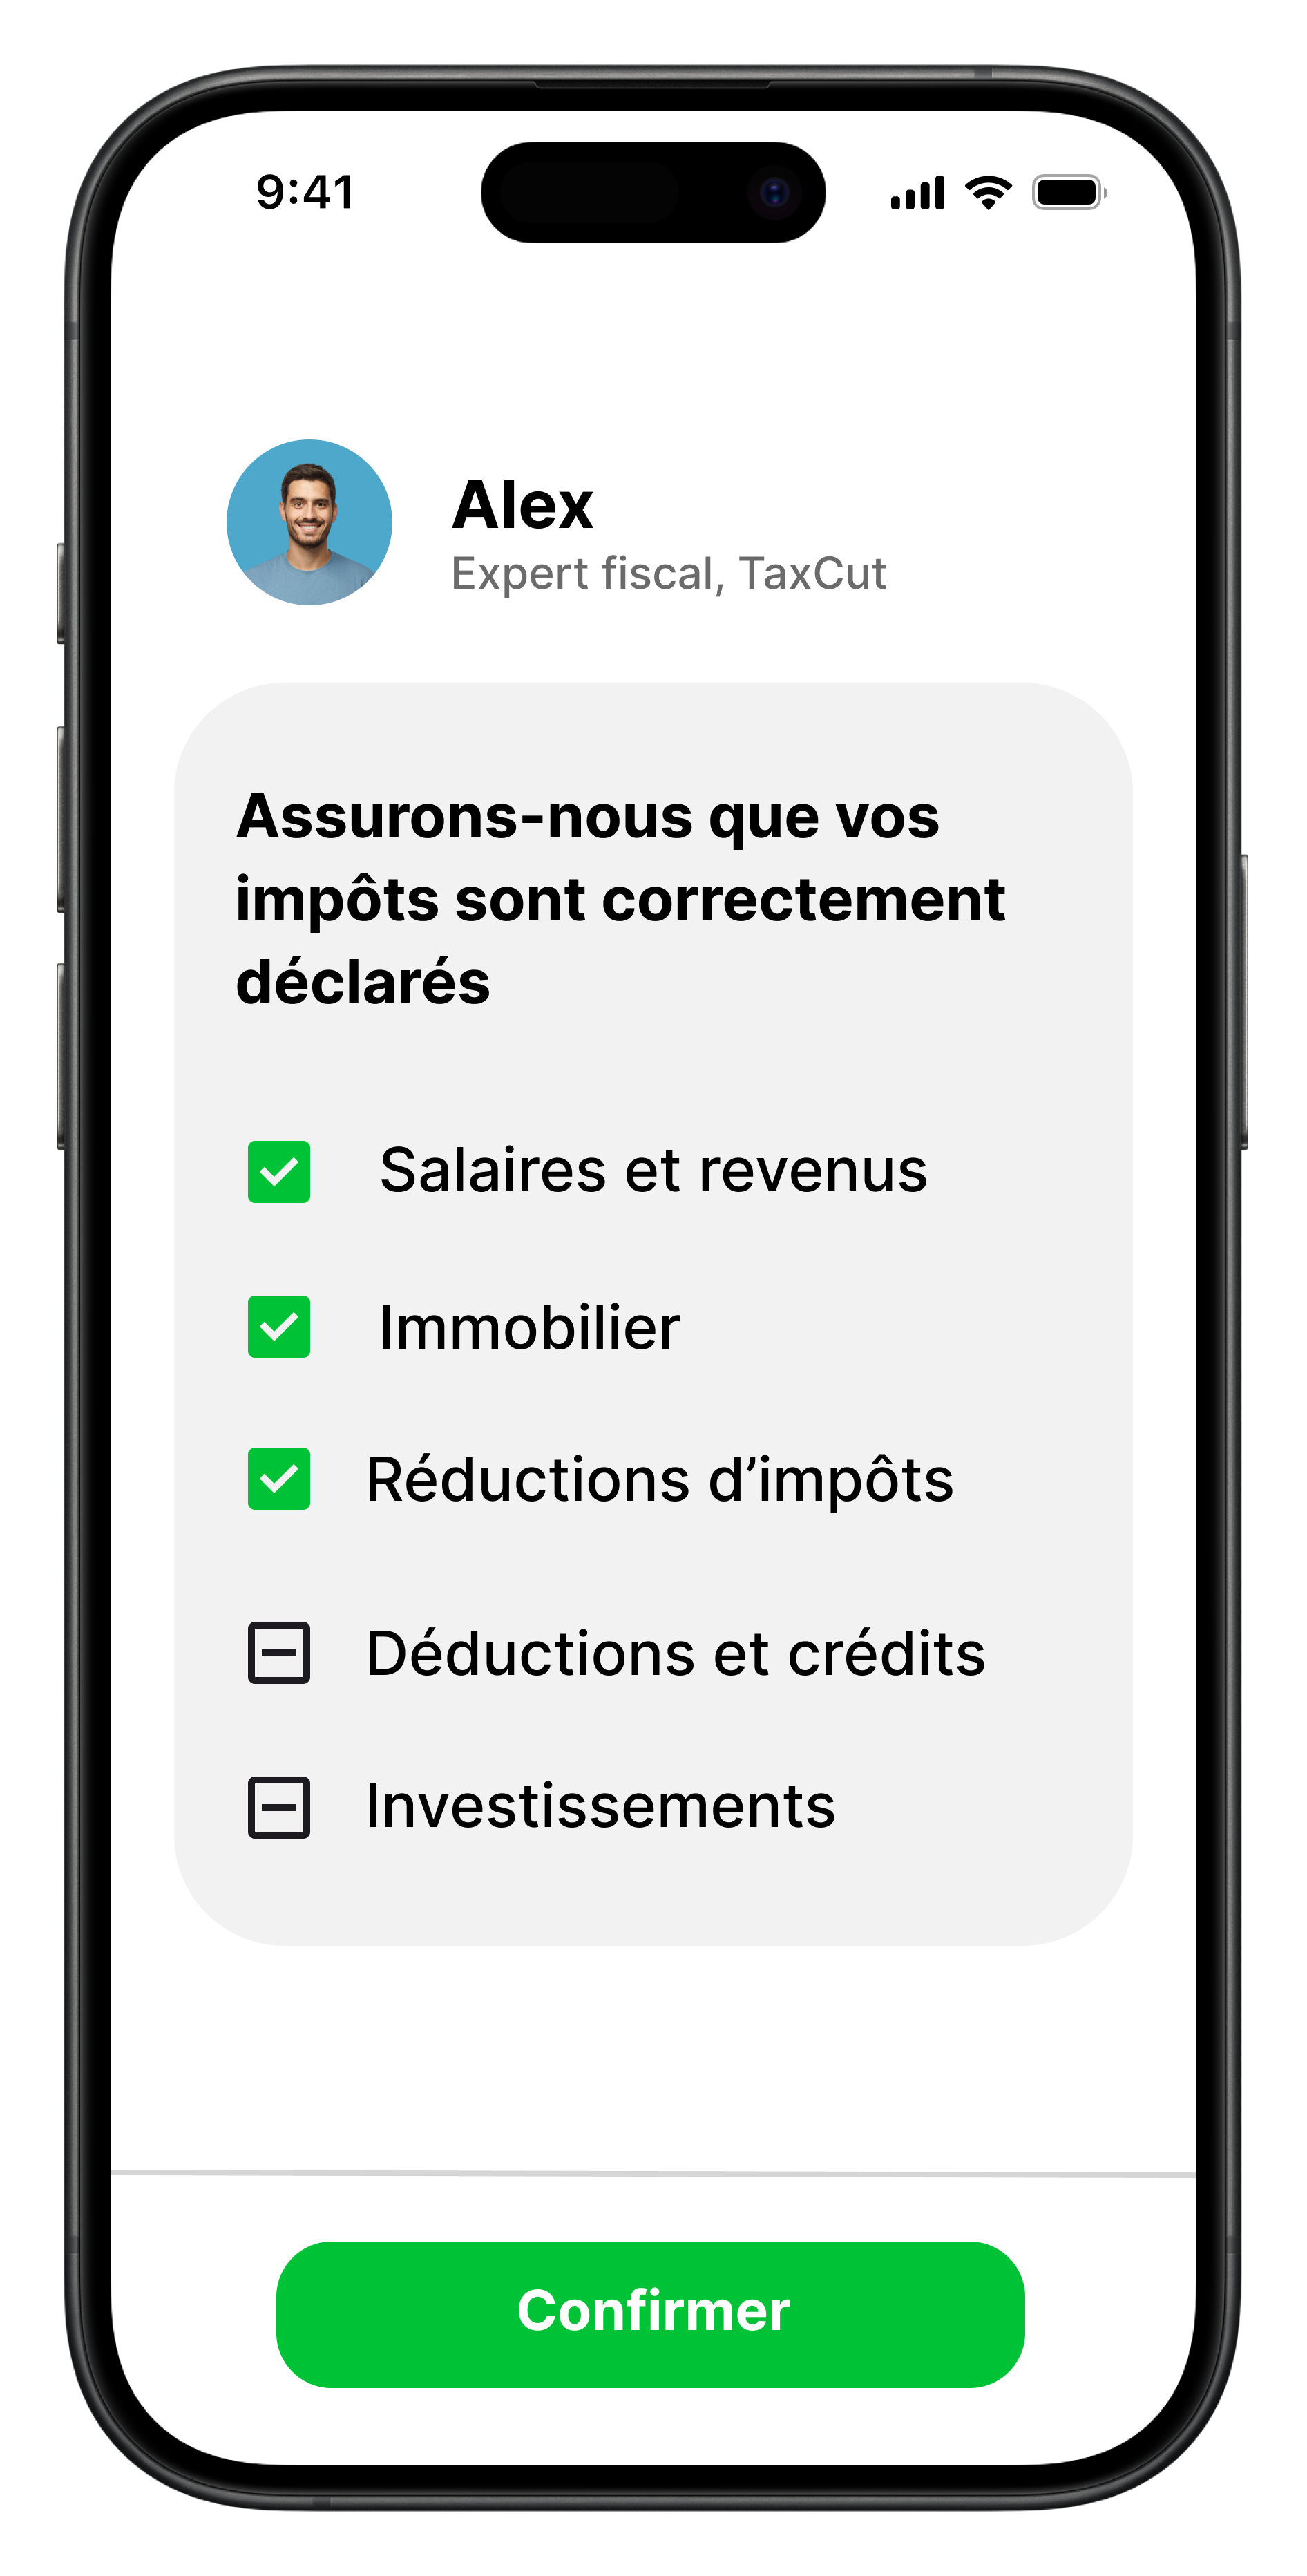 9:41
Alex
Expert fiscal, TaxCut
Assurons-nous que vos
impôts sont correctement
déclarés
Salaires et revenus
Immobilier
Réductions d’impôts
Déductions et crédits
Investissements
Confirmer